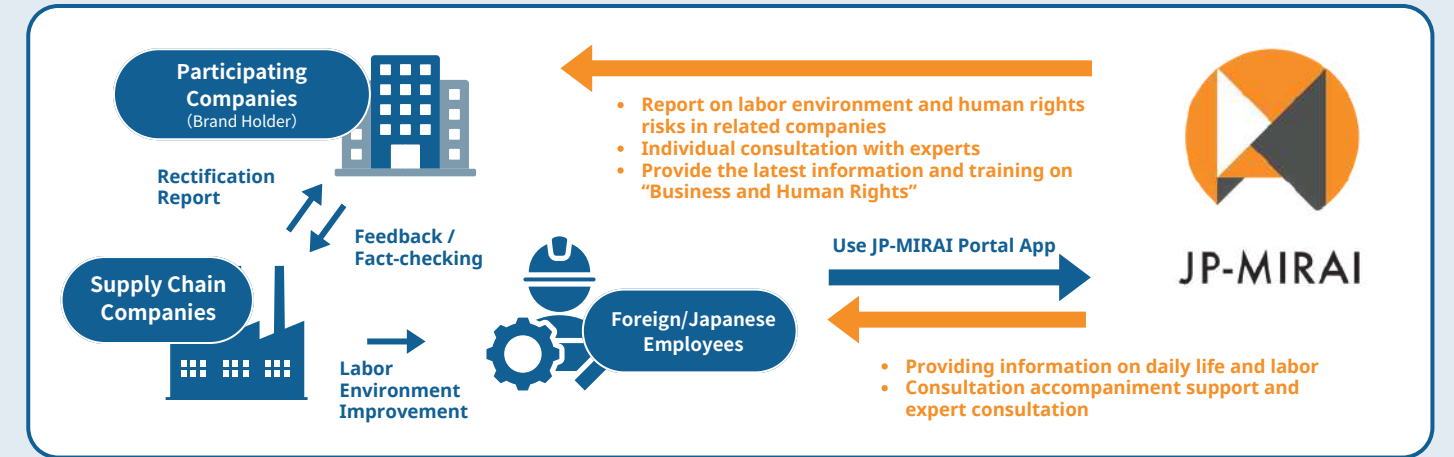 Participating
Companies
（Brand Holder）
• Report on labor environment and human rights
risks in related companies
• Individual consultation with experts
• Provide the latest information and training on
“Business and Human Rights”
Rectification
Report
Feedback /
Fact-checking
Supply Chain
Companies
Labor
Environment
Improvement
Foreign/Japanese
Employees
Use JP-MIRAI Portal App
JP-MIRAI
• Providing information on daily life and labor
• Consultation accompaniment support and
expert consultation